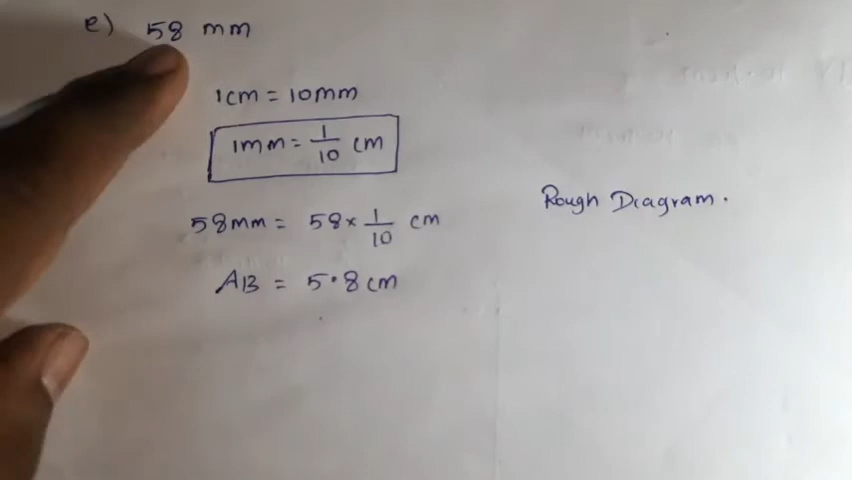 e) 58 mm
1cm = 10mm
1mm = 1/10 cm
58mm = 58 × 1/10 cm
Rough Diagram.
AB = 5.8 cm